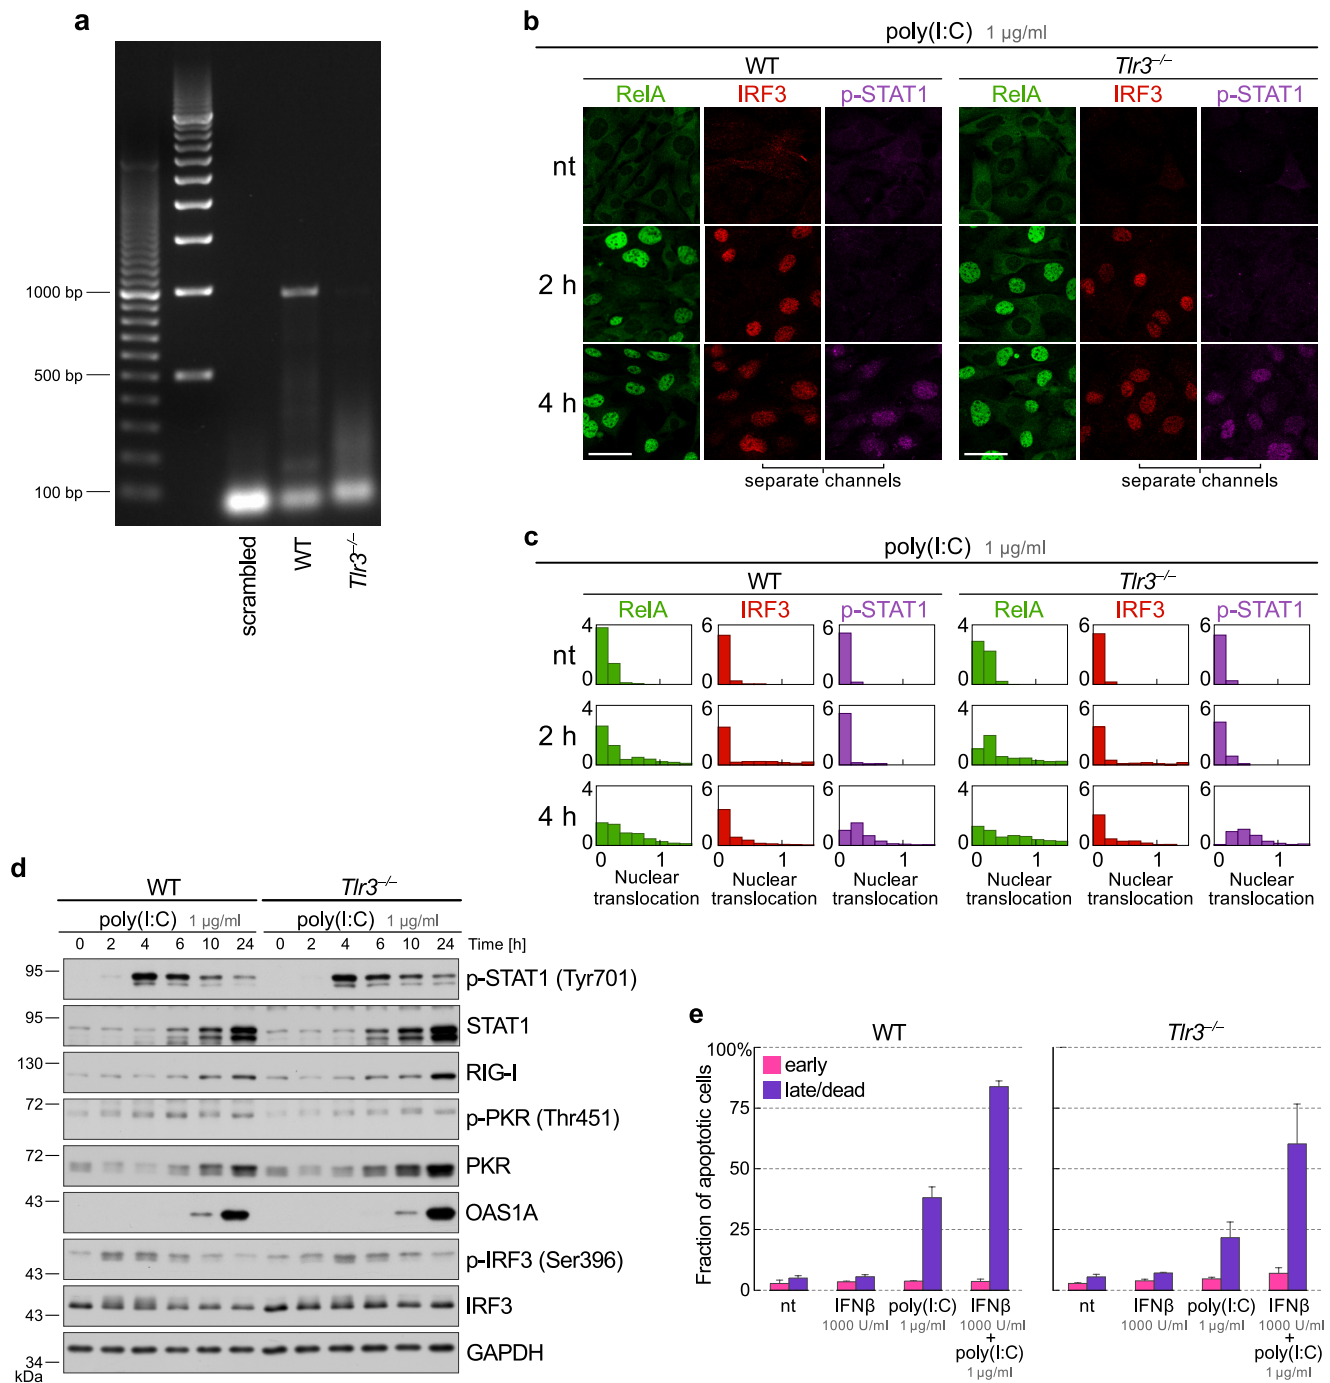 a
1000 bp
500 bp
100 bp
scrambled
WT
Tlr3–/–
b
poly(I:C) 1 µg/ml
WT
Tlr3–/–
RelA IRF3 p-STAT1 RelA IRF3 p-STAT1
nt
2 h
4 h
separate channels separate channels
c
poly(I:C) 1 µg/ml
WT
Tlr3–/–
RelA IRF3 p-STAT1 RelA IRF3 p-STAT1
nt
4 0 6 0 6 0 4 0 6 0 6 0
2 h
4 0 6 0 6 0 4 0 6 0 6 0
4 h
4 0 6 0 6 0 4 0 6 0 6 0
0 1 0 1 0 1 0 1 0 1 0 1
Nuclear Nuclear Nuclear Nuclear Nuclear Nuclear
translocation translocation translocation translocation translocation translocation
d
WT Tlr3–/–
poly(I:C) 1 µg/ml poly(I:C) 1 µg/ml
0 2 4 6 10 24 0 2 4 6 10 24 Time [h]
95 p-STAT1 (Tyr701)
95 STAT1
130 RIG-I
72 p-PKR (Thr451)
72 PKR
43 OAS1A
43 p-IRF3 (Ser396)
43 IRF3
34 GAPDH
kDa
e
WT
Tlr3–/–
Fraction of apoptotic cells
100%
75
50
25
0
early
late/dead
nt IFNβ poly(I:C) IFNβ nt IFNβ poly(I:C) IFNβ
1000 U/ml 1 µg/ml 1000 U/ml 1000 U/ml 1 µg/ml 1000 U/ml
+ +
poly(I:C) poly(I:C)
1 µg/ml 1 µg/ml